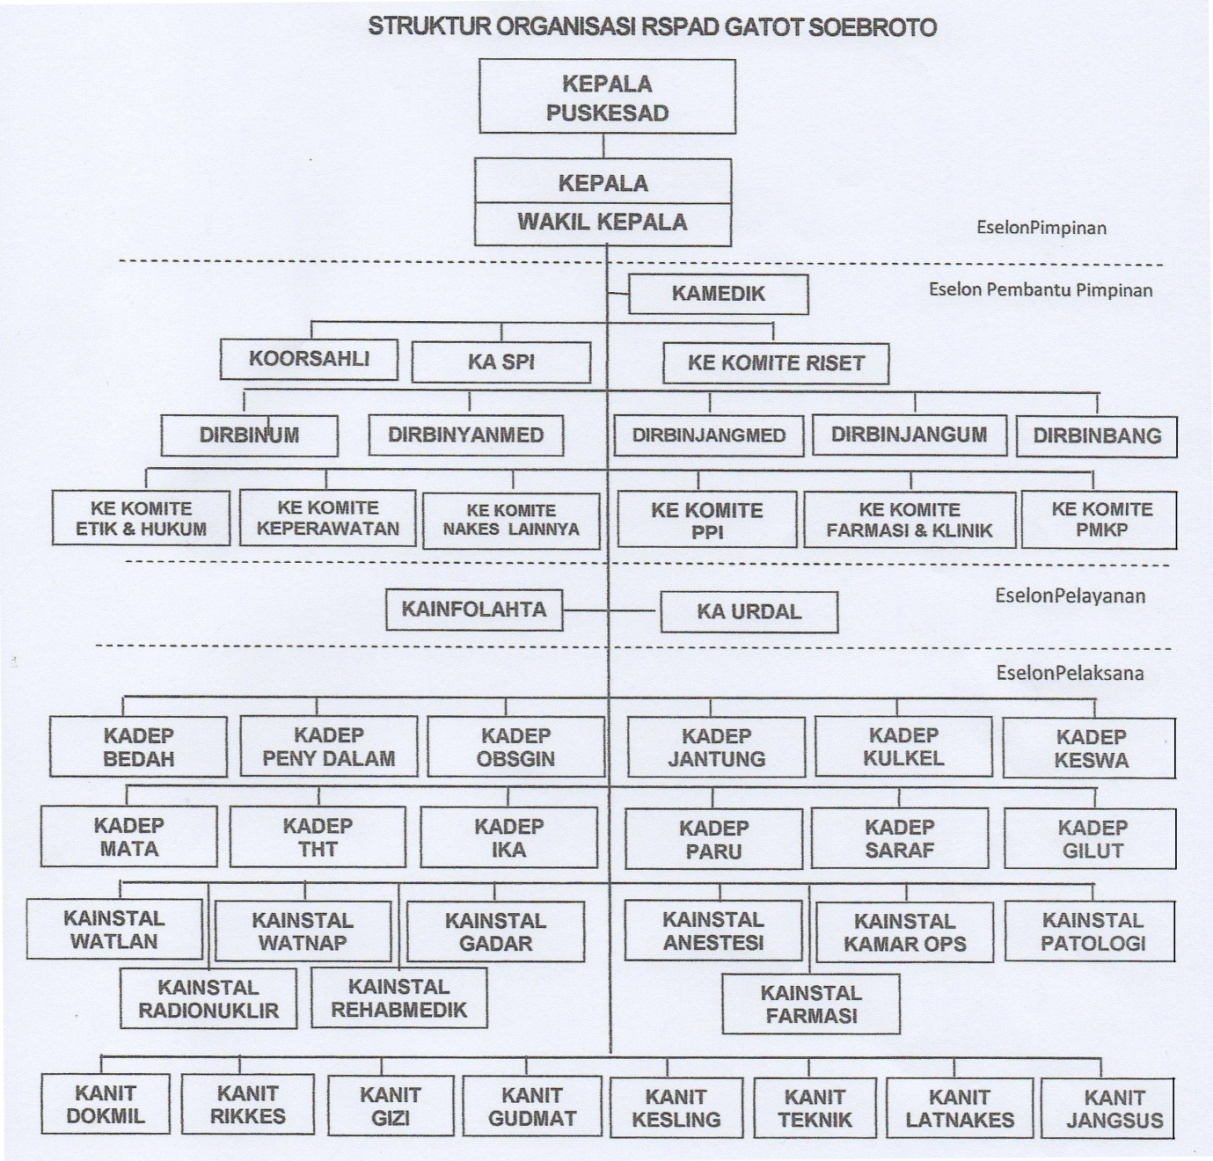 STRUKTUR ORGANISASI RSPAD GATOT SOEBROTO
KEPALA
PUSKESAD
KEPALA
WAKIL KEPALA
EselonPimpinan
KAMEDIK
Eselon Pembantu Pimpinan
KOORSAHLI
KA SPI
KE KOMITE RISET
DIRBINUM
DIRBINYANMED
DIRBINJANGMED
DIRBINJANGUM
DIRBINBANG
KE KOMITE
ETIK & HUKUM
KE KOMITE
KEPERAWATAN
KE KOMITE
NAKES LAINNYA
KE KOMITE
PPI
KE KOMITE
FARMASI & KLINIK
KE KOMITE
PMKP
KAINFOLAHTA
KA URDAL
EselonPelayanan
EselonPelaksana
KADEP
BEDAH
KADEP
PENY DALAM
KADEP
OBSGIN
KADEP
JANTUNG
KADEP
KULKEL
KADEP
KESWA
KADEP
MATA
KADEP
THT
KADEP
IKA
KADEP
PARU
KADEP
SARAF
KADEP
GILUT
KAINSTAL
WATLAN
KAINSTAL
WATNAP
KAINSTAL
GADAR
KAINSTAL
ANESTESI
KAINSTAL
KAMAR OPS
KAINSTAL
PATOLOGI
KAINSTAL
RADIONUKLIR
KAINSTAL
REHABMEDIK
KAINSTAL
FARMASI
KANIT
DOKMIL
KANIT
RIKKES
KANIT
GIZI
KANIT
GUDMAT
KANIT
KESLING
KANIT
TEKNIK
KANIT
LATNAKES
KANIT
JANGSUS